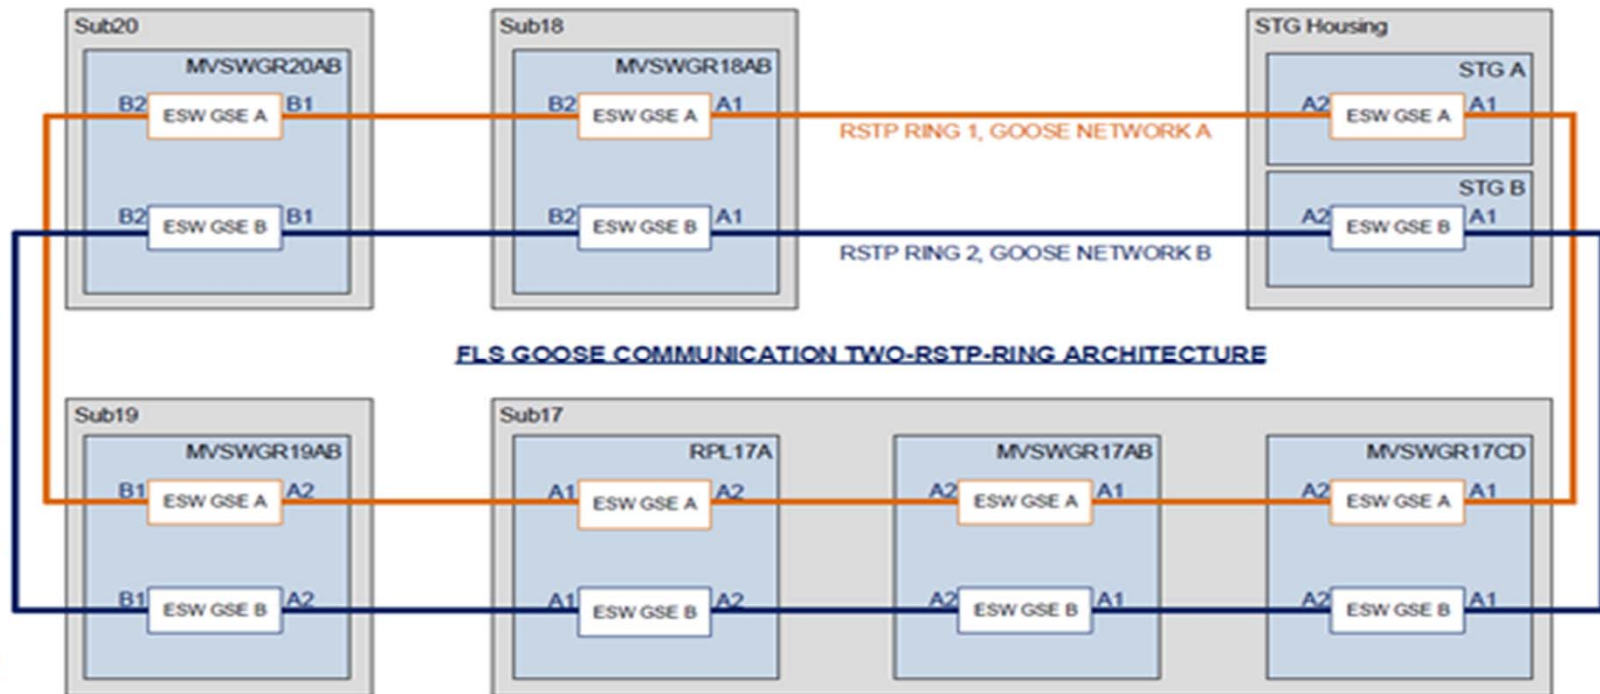 Sub20
MVSWGR20AB
B2 ESW GSE A B1
B2 ESW GSE B B1
Sub18
MVSWGR18AB
B2 ESW GSE A A1
B2 ESW GSE B A1
RSTP RING 1, GOOSE NETWORK A
RSTP RING 2, GOOSE NETWORK B
STG Housing
STG A
A2 ESW GSE A A1
STG B
A2 ESW GSE B A1
FLS GOOSE COMMUNICATION TWO-RSTP-RING ARCHITECTURE
Sub19
MVSWGR19AB
B1 ESW GSE A A2
B1 ESW GSE B A2
Sub17
RPL17A
A1 ESW GSE A A2
A1 ESW GSE B A2
MVSWGR17AB
A2 ESW GSE A A1
A2 ESW GSE B A1
MVSWGR17CD
A2 ESW GSE A A1
A2 ESW GSE B A1